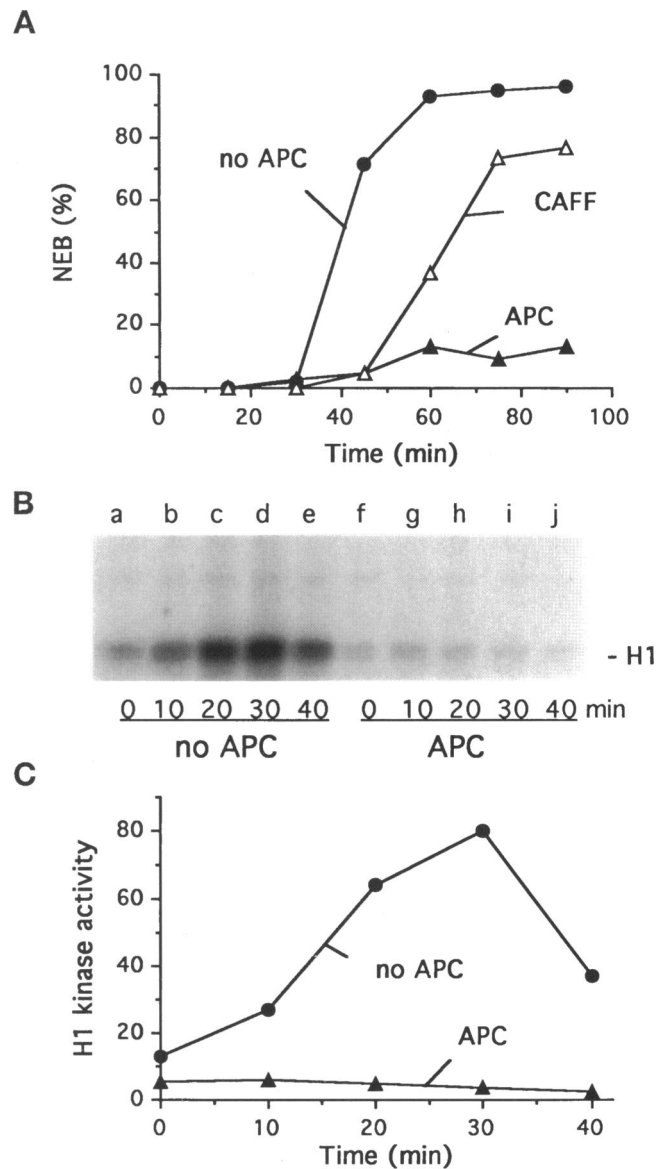 A
100
80
60
40
20
0
NEB (%)
no APC
CAFF
APC
0 20 40 60 80 100
Time (min)
B
a b c d e f g h i j
- H1
0 10 20 30 40 0 10 20 30 40 min
no APC APC
C
80
60
40
20
0
H1 kinase activity
no APC
APC
0 10 20 30 40
Time (min)